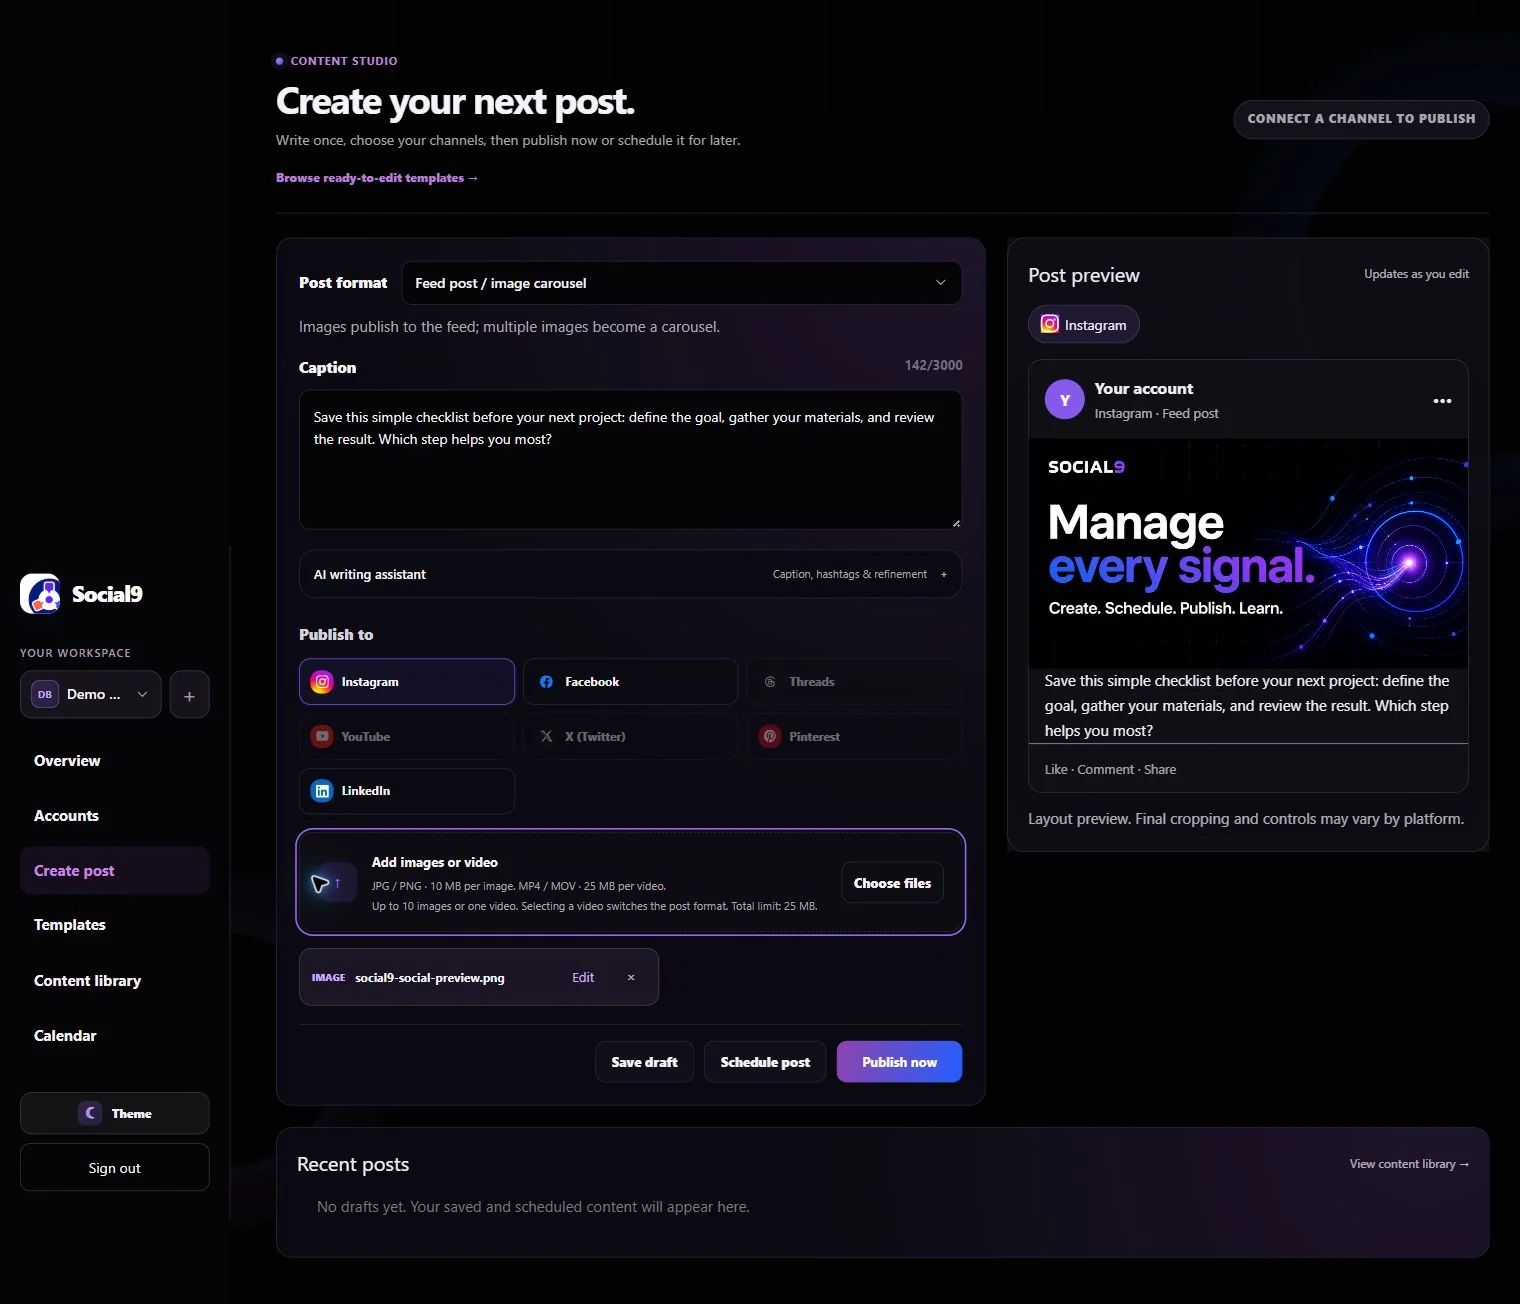 CONTENT STUDIO
Create your next post.
Write once, choose your channels, then publish now or schedule it for later.
Browse ready-to-edit templates →
CONNECT A CHANNEL TO PUBLISH
Post format
Feed post / image carousel
Images publish to the feed; multiple images become a carousel.
Caption
142/3000
Save this simple checklist before your next project: define the goal, gather your materials, and review
the result. Which step helps you most?
AI writing assistant
Caption, hashtags & refinement +
Publish to
Instagram
Facebook
Threads
YouTube
X (Twitter)
Pinterest
LinkedIn
Add images or video
JPG / PNG · 10 MB per image. MP4 / MOV · 25 MB per video.
Up to 10 images or one video. Selecting a video switches the post format. Total limit: 25 MB.
Choose files
IMAGE social9-social-preview.png Edit ×
Save draft
Schedule post
Publish now
Post preview
Updates as you edit
Instagram
Y
Your account
Instagram · Feed post
SOCIAL9
Manage
every signal.
Create. Schedule. Publish. Learn.
Save this simple checklist before your next project: define the
goal, gather your materials, and review the result. Which step
helps you most?
Like · Comment · Share
Layout preview. Final cropping and controls may vary by platform.
Social9
YOUR WORKSPACE
DB Demo ...
+
Overview
Accounts
Create post
Templates
Content library
Calendar
Theme
Sign out
Recent posts
View content library →
No drafts yet. Your saved and scheduled content will appear here.